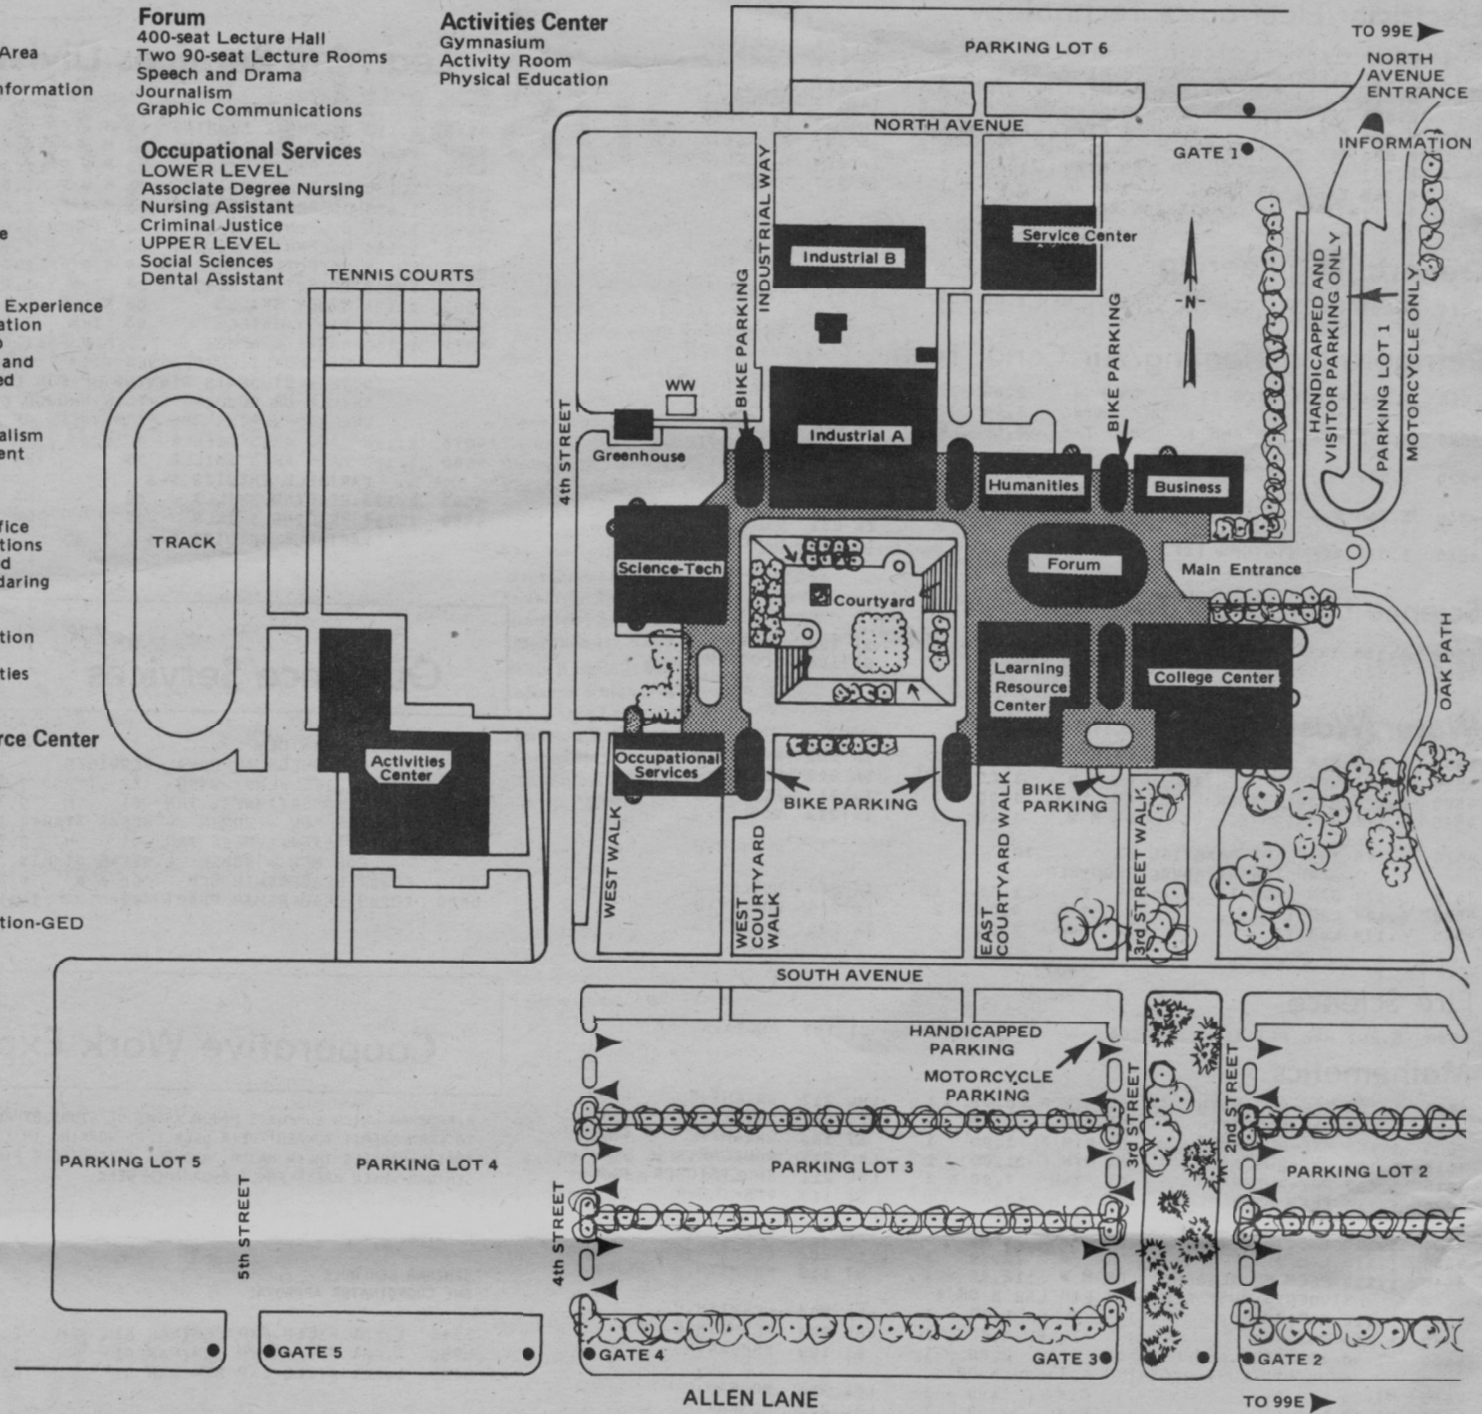 Area
nformation
e
Experience
ation
o
and
ed
alism
ent
fice
tions
d
daring
tion
ties
rce Center
tion-GED
Forum
400-seat Lecture Hall
Two 90-seat Lecture Rooms
Speech and Drama
Journalism
Graphic Communications
Occupational Services
LOWER LEVEL
Associate Degree Nursing
Nursing Assistant
Criminal Justice
UPPER LEVEL
Social Sciences
Dental Assistant
Activities Center
Gymnasium
Activity Room
Physical Education
PARKING LOT 6
TO 99E
NORTH
AVENUE
ENTRANCE
NORTH AVENUE
GATE 1
INFORMATION
INDUSTRIAL WAY
Industrial B
Service Center
-N-
HANDICAPPED AND
VISITOR PARKING ONLY
PARKING LOT 1
MOTORCYCLE ONLY
TENNIS COURTS
BIKE PARKING
BIKE PARKING
WW
4th STREET
Greenhouse
Industrial A
Humanities
Business
TRACK
Science-Tech
Courtyard
Forum
Main Entrance
OAK PATH
Learning
Resource
Center
College Center
Activities
Center
Occupational
Services
BIKE PARKING
BIKE
PARKING
WEST WALK
WEST
COURTYARD
WALK
EAST
COURTYARD WALK
3rd STREET WALK
SOUTH AVENUE
HANDICAPPED
PARKING
MOTORCYCLE
PARKING
3rd STREET
2nd STREET
PARKING LOT 5
PARKING LOT 4
PARKING LOT 3
PARKING LOT 2
5th STREET
4th STREET
GATE 5
GATE 4
GATE 3
GATE 2
ALLEN LANE
TO 99E